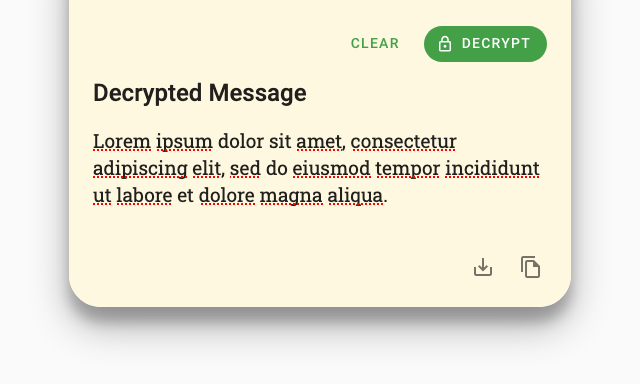 CLEAR
DECRYPT
Decrypted Message
Lorem ipsum dolor sit amet, consectetur
adipiscing elit, sed do eiusmod tempor incididunt
ut labore et dolore magna aliqua.